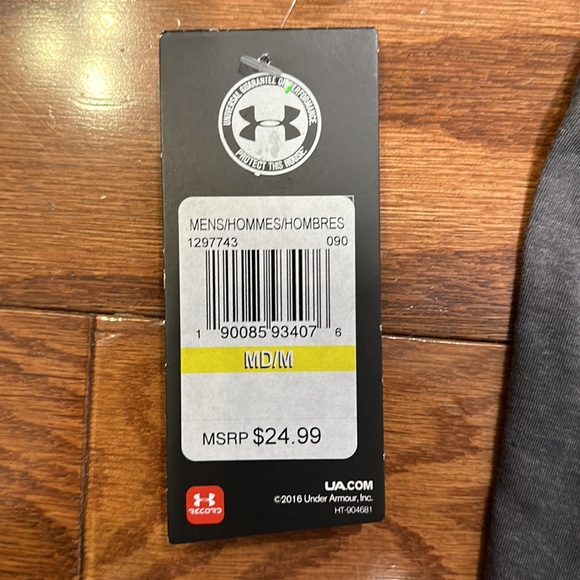 UNIVERSAL GUARANTEE OF PERFORMANCE
PROTECT THIS HOUSE
MENS/HOMMES/HOMBRES
1297743 090
1 90085 93407 6
MD/M
MSRP $24.99
RECORD
UA.COM
©2016 Under Armour, Inc.
HT-904681